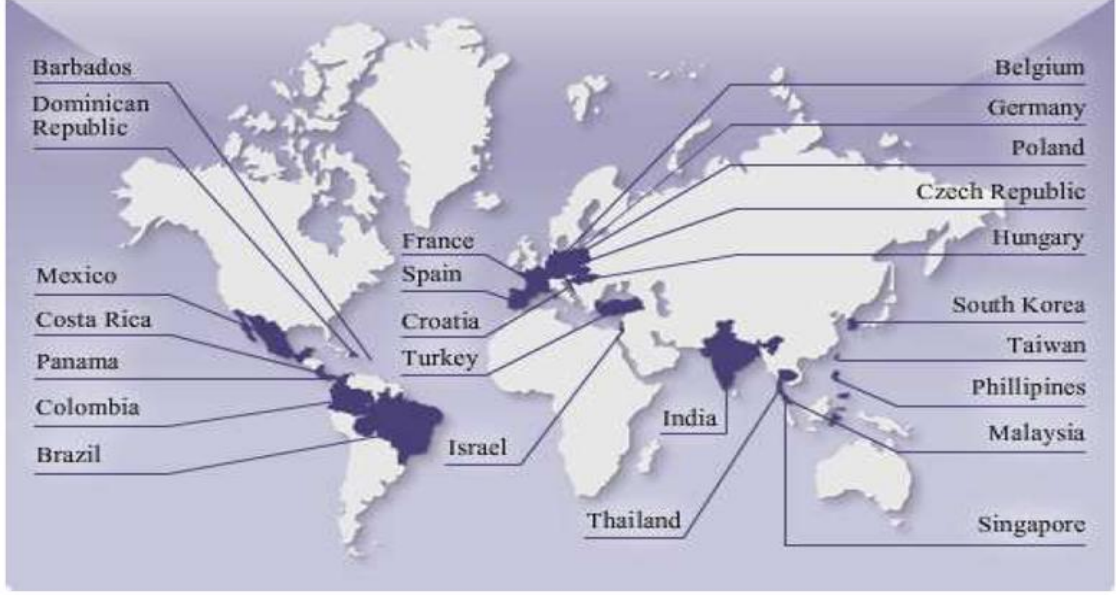 Barbados
Dominican
Republic
Mexico
Costa Rica
Panama
Colombia
Brazil
France
Spain
Croatia
Turkey
Israel
India
Thailand
Belgium
Germany
Poland
Czech Republic
Hungary
South Korea
Taiwan
Phillipines
Malaysia
Singapore